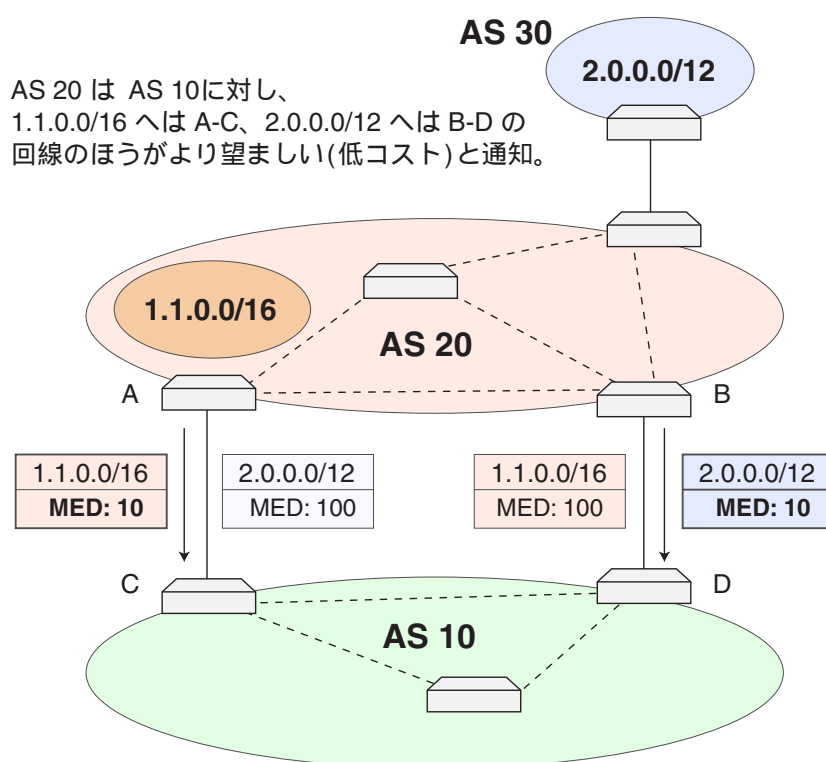 AS 30
2.0.0.0/12
AS 20 は AS 10に対し、
1.1.0.0/16 へは A-C、2.0.0.0/12 へは B-D の
回線のほうがより望ましい(低コスト)と通知。
1.1.0.0/16
AS 20
A
B
1.1.0.0/16
MED: 10
2.0.0.0/12
MED: 100
1.1.0.0/16
MED: 100
2.0.0.0/12
MED: 10
C
D
AS 10